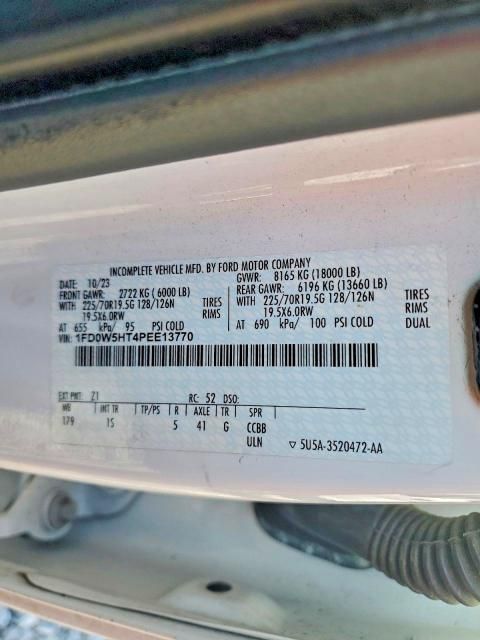 INCOMPLETE VEHICLE MFD. BY FORD MOTOR COMPANY
DATE: 10/23 GVWR: 8165 KG (18000 LB)
FRONT GAWR: 2722 KG (6000 LB) REAR GAWR: 6196 KG (13660 LB)
WITH 225/70R19.5G 128/126N TIRES WITH 225/70R19.5G 128/126N TIRES
19.5X6.0RW RIMS 19.5X6.0RW RIMS
AT 655 kPa/ 95 PSI COLD AT 690 kPa/ 100 PSI COLD DUAL
VIN: 1FD0W5HT4PEE13770
EXT PNT: Z1 RC: 52 DSO:
WB INT TR TP/PS R AXLE TR SPR
179 IS 5 41 G CCBB
ULN ▽ 5U5A-3520472-AA